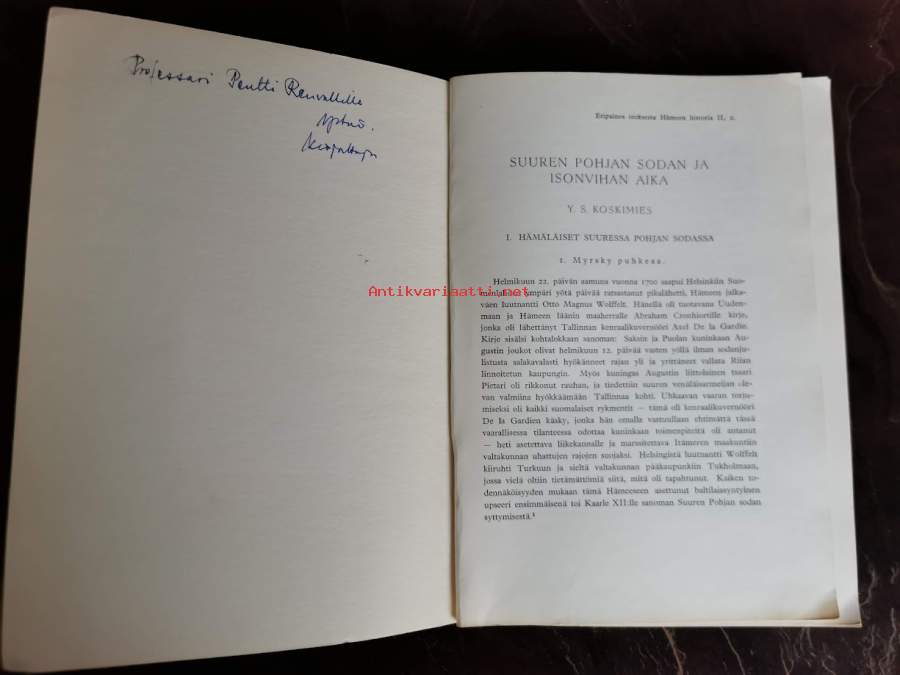 Professori Pentti Renvallille
Eripainos teoksesta Hämeen historia II, 2.
SUUREN POHJAN SODAN JA
ISONVIHAN AIKA
Y. S. KOSKIMIES
I. HÄMÄLÄISET SUURESSA POHJAN SODASSA
1. Myrsky puhkeaa.
Helmikuun 22. päivän aamuna vuonna 1700 saapui Helsinkiin Suo-
Antikvariaatti.net
menlahden ympäri yötä päivää ratsastanut pikalähetti, Hämeen jalka-
väen luutnantti Otto Magnus Wolffelt. Hänellä oli tuotavana Uuden-
maan ja Hämeen läänin maaherralle Abraham Cronhiortille kirje,
jonka oli lähettänyt Tallinnan kenraalikuvernööri Axel De la Gardie.
Kirje sisälsi kohtalokkaan sanoman: Saksin ja Puolan kuninkaan Au-
gustin joukot olivat helmikuun 12. päivää vasten yöllä ilman sodanju-
listusta salakavalasti hyökänneet rajan yli ja yrittäneet vallata Riian
linnoitetun kaupungin. Myös kuningas Augustin liittolainen tsaari
Pietari oli rikkonut rauhan, ja tiedettiin suuren venäläisarmeijan ole-
van valmiina hyökkäämään Tallinnaa kohti. Uhkaavan vaaran torju-
miseksi oli kaikki suomalaiset rykmentit — tämä oli kenraalikuvernööri
De la Gardien käsky, jonka hän omalla vastuullaan ehtimättä tässä
vaarallisessa tilanteessa odottaa kuninkaan toimenpiteitä oli antanut
— heti asetettava liikekannalle ja marssitettava Itämeren maakuntiin
valtakunnan uhattujen rajojen suojaksi. Helsingistä luutnantti Wolffelt
kiiruhti Turkuun ja sieltä valtakunnan pääkaupunkiin Tukholmaan,
jossa vielä oltiin tietämättömiä siitä, mitä oli tapahtunut. Kaiken to-
dennäköisyyden mukaan tämä Hämeeseen asettunut baltilaissyntyinen
upseeri ensimmäisenä toi Kaarle XII:lle sanoman Suuren Pohjan sodan
syttymisestä.¹